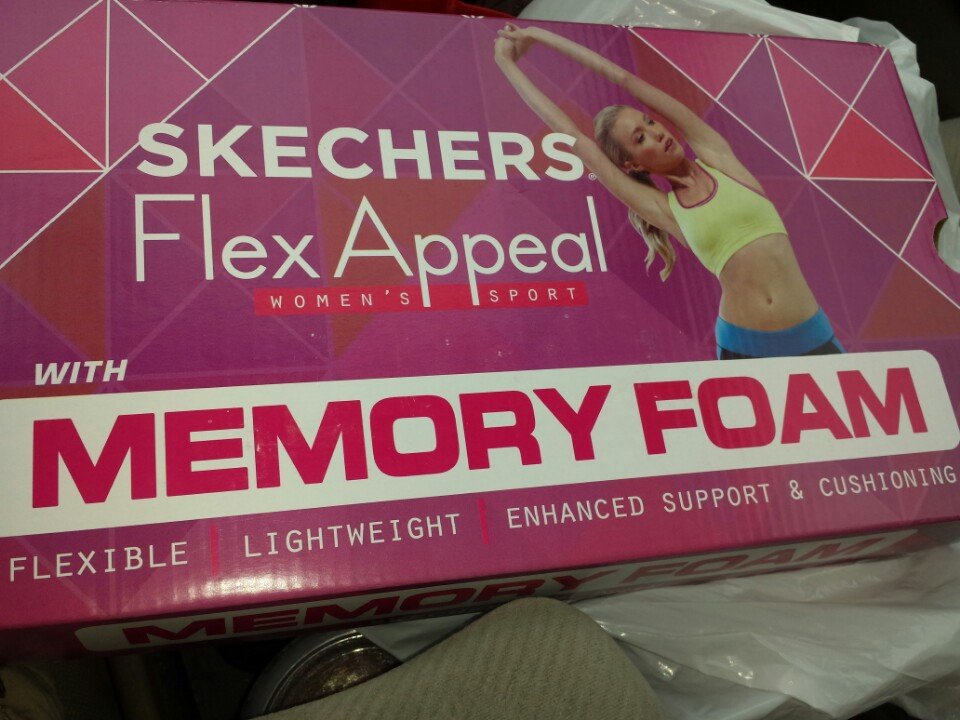 SKECHERS®
Flex Appeal
WOMEN'S SPORT
WITH
MEMORY FOAM
FLEXIBLE | LIGHTWEIGHT | ENHANCED SUPPORT & CUSHIONING
MEMORY FOAM